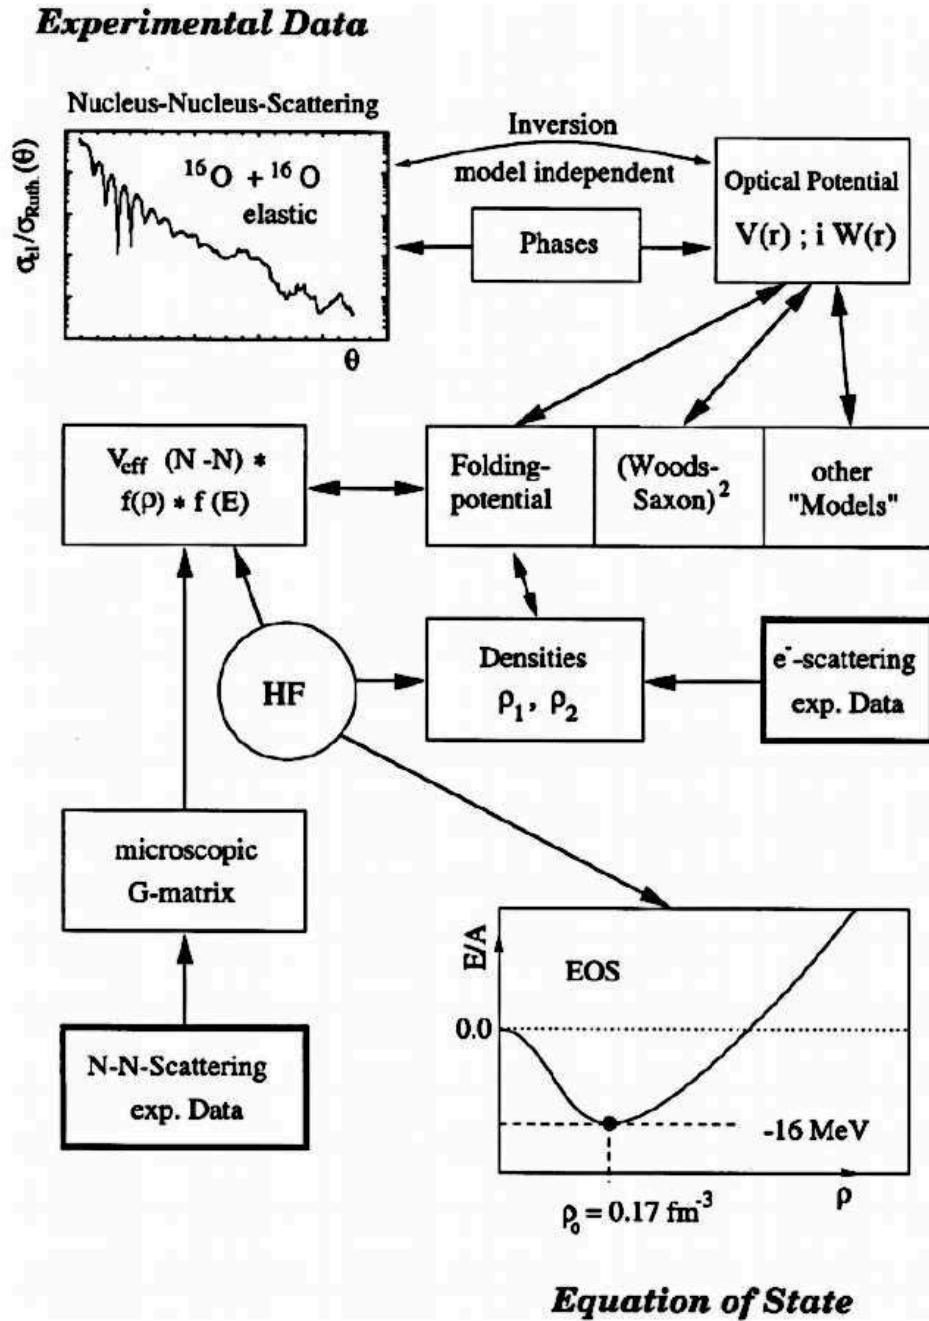 Experimental Data
Nucleus-Nucleus-Scattering
σel/σRuth.(θ)
¹⁶O + ¹⁶O
elastic
θ
Inversion
model independent
Phases
Optical Potential
V(r) ; i W(r)
Veff (N -N) *
f(ρ) * f (E)
Folding-
potential
(Woods-
Saxon)²
other
"Models"
HF
Densities
ρ₁, ρ₂
e⁻-scattering
exp. Data
microscopic
G-matrix
N-N-Scattering
exp. Data
E/A
EOS
0.0
-16 MeV
ρ
ρ₀ = 0.17 fm⁻³
Equation of State